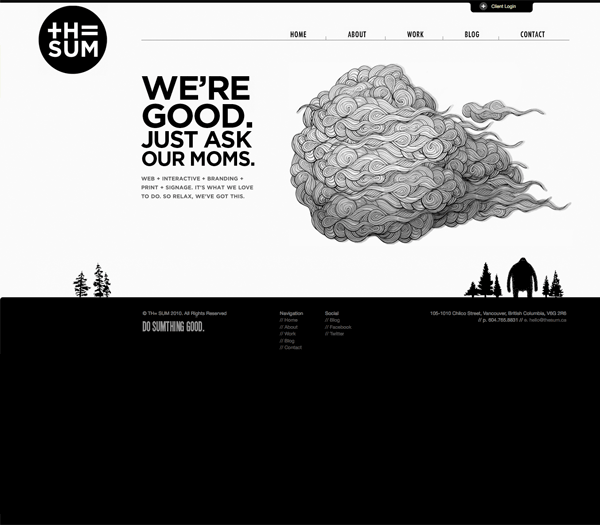 Client Login
tH=
SUM
HOME
ABOUT
WORK
BLOG
CONTACT
WE'RE
GOOD.
JUST ASK
OUR MOMS.
WEB + INTERACTIVE + BRANDING +
PRINT + SIGNAGE. IT'S WHAT WE LOVE
TO DO. SO RELAX, WE'VE GOT THIS.
© TH= SUM 2010. All Rights Reserved
DO SUMTHING GOOD.
Navigation
// Home
// About
// Work
// Blog
// Contact
Social
// Blog
// Facebook
// Twitter
105-1010 Chilco Street, Vancouver, British Columbia, V6G 2R6
// p. 604.765.8831 // e. hello@thesum.ca